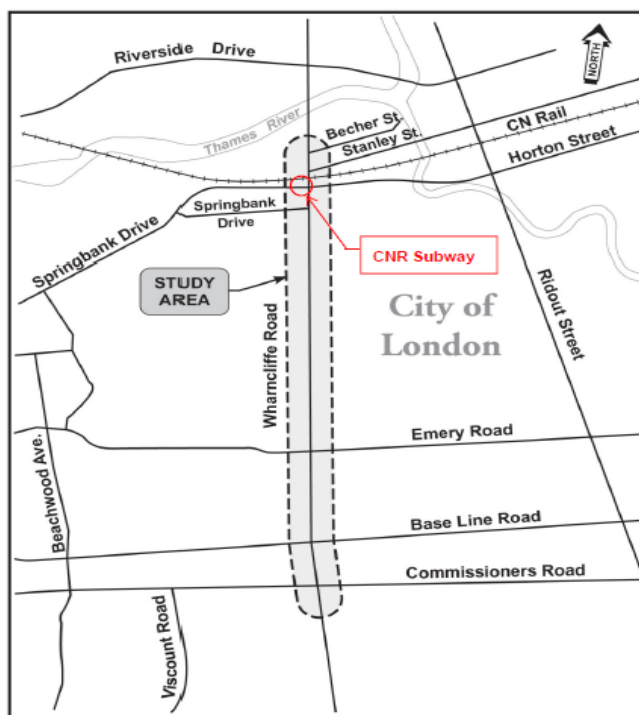 Riverside Drive
NORTH
Thames River
Becher St.
Stanley St.
CN Rail
Horton Street
Springbank Drive
Springbank
Drive
CNR Subway
STUDY
AREA
Wharncliffe Road
City of
London
Ridout Street
Beachwood Ave.
Emery Road
Base Line Road
Commissioners Road
Viscount Road